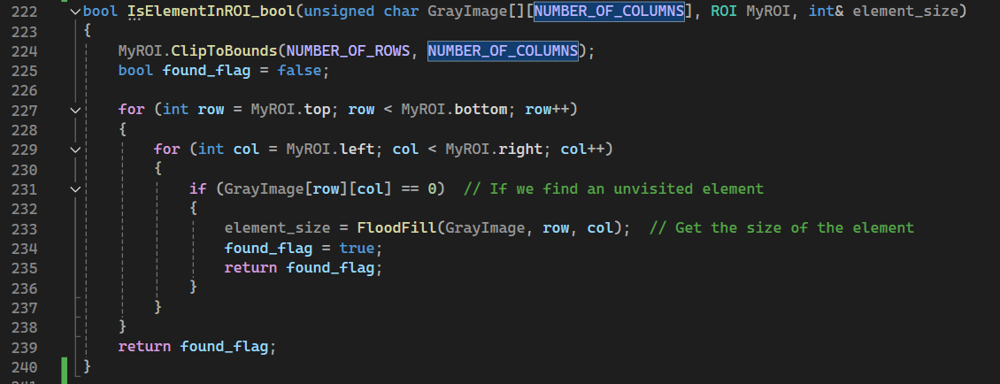 222 bool IsElementInROI_bool(unsigned char GrayImage[][NUMBER_OF_COLUMNS], ROI MyROI, int& element_size)
223 {
224     MyROI.ClipToBounds(NUMBER_OF_ROWS, NUMBER_OF_COLUMNS);
225     bool found_flag = false;
226
227     for (int row = MyROI.top; row < MyROI.bottom; row++)
228     {
229         for (int col = MyROI.left; col < MyROI.right; col++)
230         {
231             if (GrayImage[row][col] == 0)  // If we find an unvisited element
232             {
233                 element_size = FloodFill(GrayImage, row, col);  // Get the size of the element
234                 found_flag = true;
235                 return found_flag;
236             }
237         }
238     }
239     return found_flag;
240 }